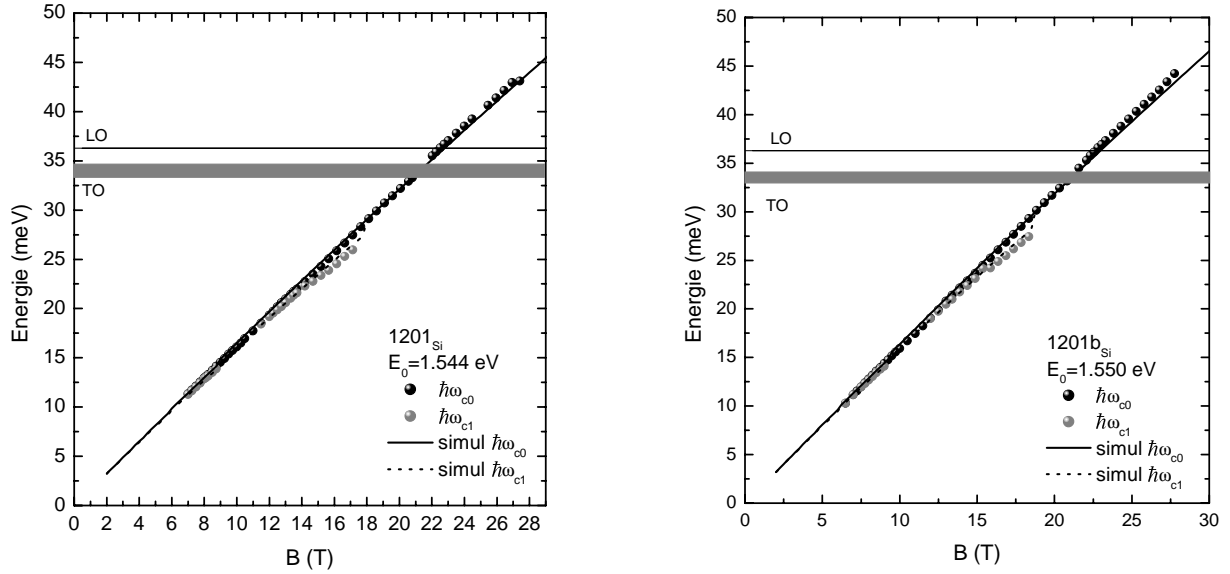 50
45
40
35
30
25
20
15
10
5
0
Energie (meV)
LO
TO
1201Si
E0=1.544 eV
ħωc0
ħωc1
simul ħωc0
simul ħωc1
0 2 4 6 8 10 12 14 16 18 20 22 24 26 28
B (T)
50
45
40
35
30
25
20
15
10
5
0
Energie (meV)
LO
TO
1201bSi
E0=1.550 eV
ħωc0
ħωc1
simul ħωc0
simul ħωc1
0 5 10 15 20 25 30
B (T)